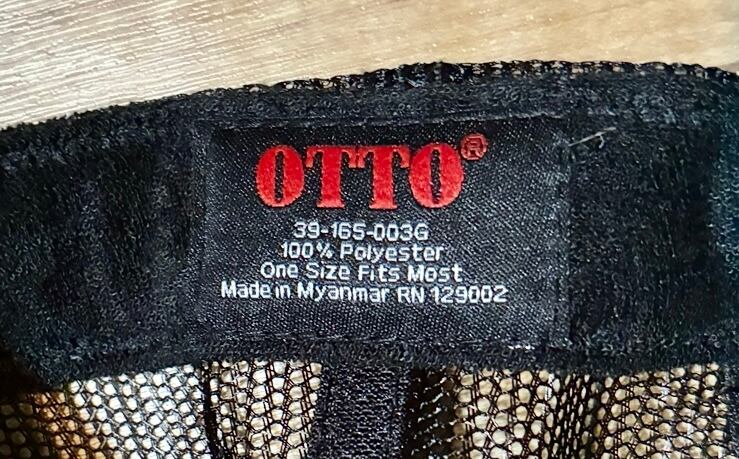 OTTO®
39-165-003G
100% Polyester
One Size Fits Most
Made in Myanmar RN 129002